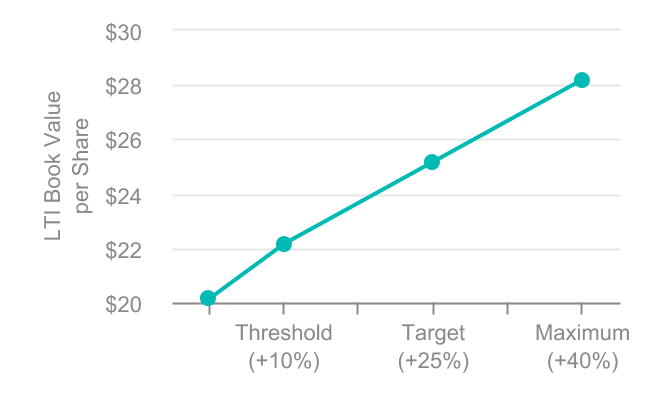 $30
$28
$26
$24
$22
$20
LTI Book Value
per Share
Threshold
(+10%)
Target
(+25%)
Maximum
(+40%)